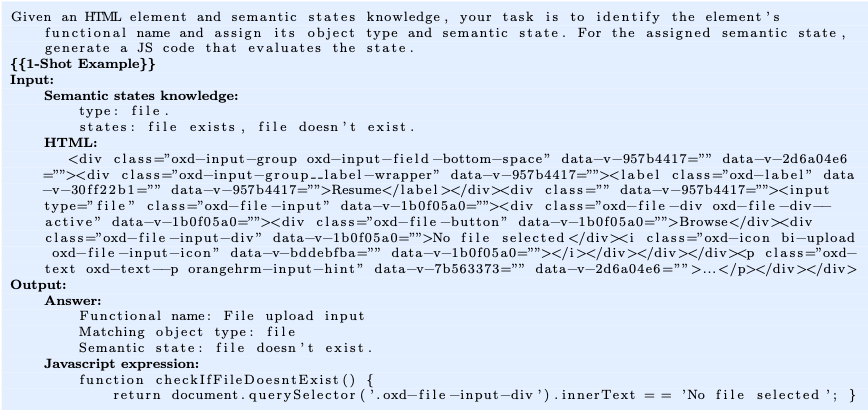 Given an HTML element and semantic states knowledge, your task is to identify the element's
functional name and assign its object type and semantic state. For the assigned semantic state,
generate a JS code that evaluates the state.
{{1-Shot Example}}
Input:
Semantic states knowledge:
type: file.
states: file exists, file doesn't exist.
HTML:
<div class="oxd-input-group oxd-input-field-bottom-space" data-v-957b4417="" data-v-2d6a04e6
=""><div class="oxd-input-group__label-wrapper" data-v-957b4417=""><label class="oxd-label" data
-v-30ff22b1="" data-v-957b4417="">Resume</label></div><div class="" data-v-957b4417=""><input
type="file" class="oxd-file-input" data-v-1b0f05a0=""><div class="oxd-file-div oxd-file-div--
active" data-v-1b0f05a0=""><div class="oxd-file-button" data-v-1b0f05a0="">Browse</div><div
class="oxd-file-input-div" data-v-1b0f05a0="">No file selected</div><i class="oxd-icon bi-upload
oxd-file-input-icon" data-v-bddebfba="" data-v-1b0f05a0=""></i></div></div></div><p class="oxd-
text oxd-text--p orangehrm-input-hint" data-v-7b563373="" data-v-2d6a04e6="">...</p></div></div>
Output:
Answer:
Functional name: File upload input
Matching object type: file
Semantic state: file doesn't exist.
Javascript expression:
function checkIfFileDoesntExist() {
return document.querySelector('.oxd-file-input-div').innerText == 'No file selected'; }